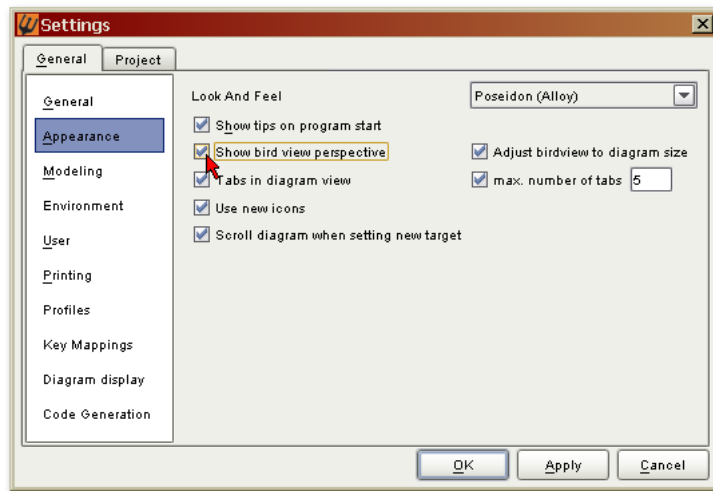 Settings
General Project
General
Appearance
Modeling
Environment
User
Printing
Profiles
Key Mappings
Diagram display
Code Generation
Look And Feel Poseidon (Alloy)
Show tips on program start
Show bird view perspective Adjust birdview to diagram size
Tabs in diagram view max. number of tabs 5
Use new icons
Scroll diagram when setting new target
OK Apply Cancel